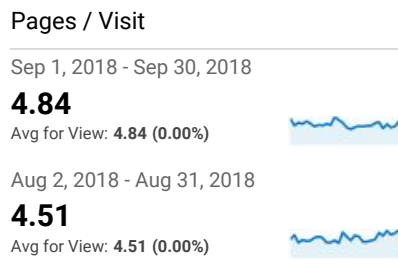 Pages / Visit
Sep 1, 2018 - Sep 30, 2018
4.84
Avg for View: 4.84 (0.00%)
Aug 2, 2018 - Aug 31, 2018
4.51
Avg for View: 4.51 (0.00%)